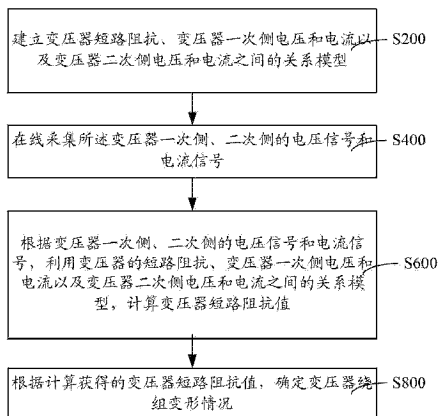 建立变压器短路阻抗、变压器一次侧电压和电流以
及变压器二次侧电压和电流之间的关系模型
S200
在线采集所述变压器一次侧、二次侧的电压信号和
电流信号
S400
根据变压器一次侧、二次侧的电压信号和电流信
号，利用变压器的短路阻抗、变压器一次侧电压和
电流以及变压器二次侧电压和电流之间的关系模
型，计算变压器短路阻抗值
S600
根据计算获得的变压器短路阻抗值，确定变压器绕
组变形情况
S800